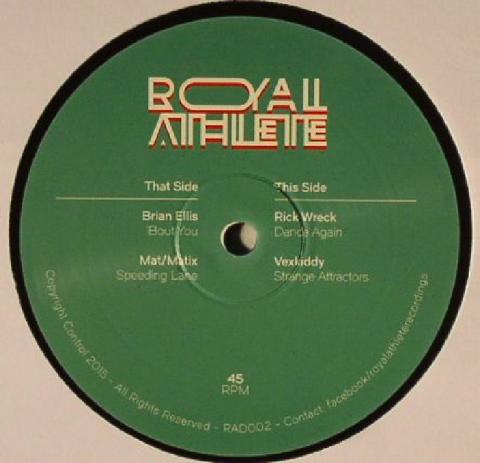 ROYAL
ATHLETE
That Side
Brian Ellis
'Bout You
Mat/Matix
Speeding Lane
This Side
Rick Wreck
Dance Again
Vexkiddy
Strange Attractors
45
RPM
Copyright Control 2015 - All Rights Reserved - RAD002 - Contact. facebook/royalathleterecordings